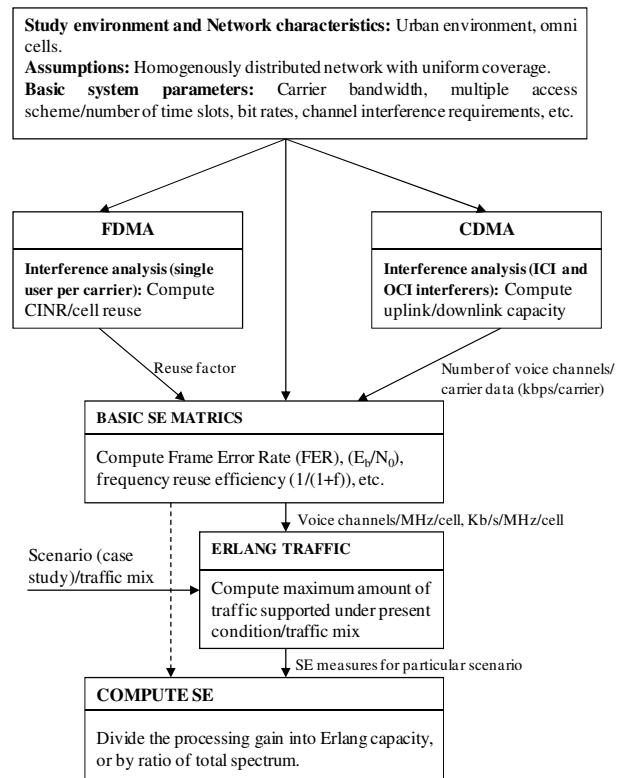 Study environment and Network characteristics: Urban environment, omni
cells.
Assumptions: Homogenously distributed network with uniform coverage.
Basic system parameters: Carrier bandwidth, multiple access
scheme/number of time slots, bit rates, channel interference requirements, etc.
FDMA
Interference analysis (single
user per carrier): Compute
CINR/cell reuse
CDMA
Interference analysis (ICI and
OCI interferers): Compute
uplink/downlink capacity
Reuse factor
Number of voice channels/
carrier data (kbps/carrier)
BASIC SE MATRICS
Compute Frame Error Rate (FER), (E_b/N_0),
frequency reuse efficiency (1/(1+f)), etc.
Voice channels/MHz/cell, Kb/s/MHz/cell
Scenario (case
study)/traffic mix
ERLANG TRAFFIC
Compute maximum amount of
traffic supported under present
condition/traffic mix
SE measures for particular scenario
COMPUTE SE
Divide the processing gain into Erlang capacity,
or by ratio of total spectrum.